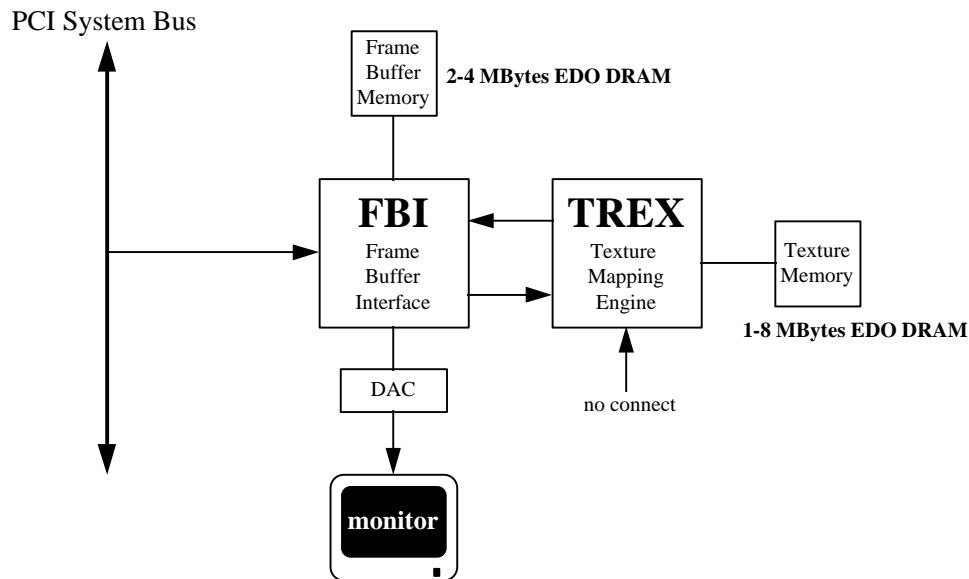 PCI System Bus
Frame
Buffer
Memory
2-4 MBytes EDO DRAM
FBI
Frame
Buffer
Interface
TREX
Texture
Mapping
Engine
Texture
Memory
1-8 MBytes EDO DRAM
DAC
no connect
monitor